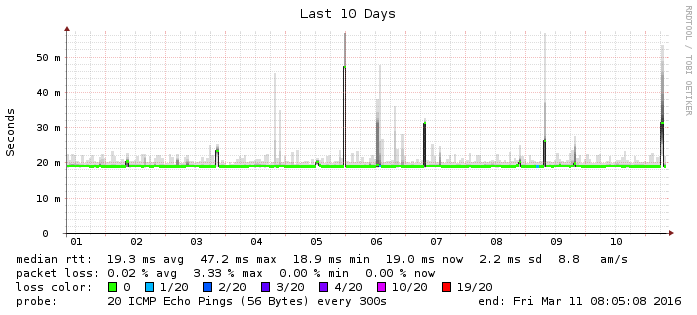 Last 10 Days
RRDTOOL / TOBI OETIKER
Seconds
50 m
40 m
30 m
20 m
10 m
0
01 02 03 04 05 06 07 08 09 10
median rtt: 19.3 ms avg 47.2 ms max 18.9 ms min 19.0 ms now 2.2 ms sd 8.8 am/s
packet loss: 0.02 % avg 3.33 % max 0.00 % min 0.00 % now
loss color: 0 1/20 2/20 3/20 4/20 10/20 19/20
probe: 20 ICMP Echo Pings (56 Bytes) every 300s end: Fri Mar 11 08:05:08 2016